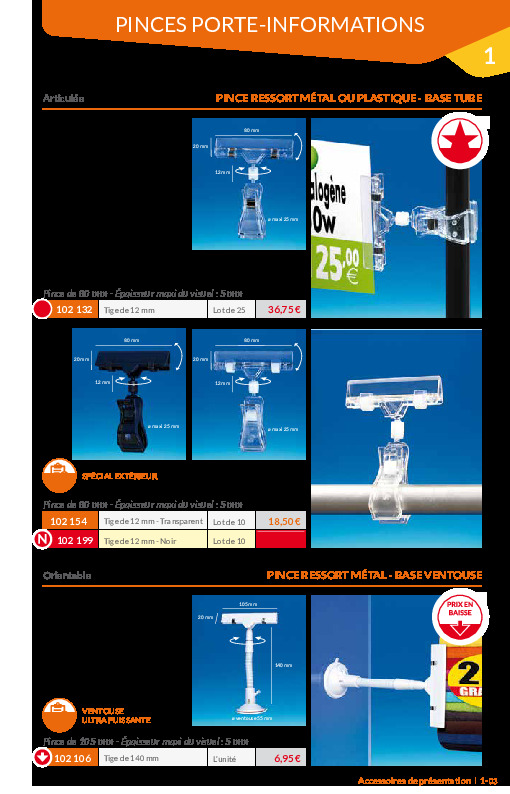 PINCES PORTE-INFORMATIONS
1
Articulée
PINCE RESSORT MÉTAL OU PLASTIQUE - BASE TUBE
80 mm
20 mm
12 mm
ø maxi 25 mm
alogène
0w
25,00 €
Pince de 80 mm - Épaisseur maxi du visuel : 5 mm
102 132 Tige de 12 mm Lot de 25 36,75 €
80 mm
20 mm
12 mm
ø maxi 25 mm
80 mm
20 mm
12 mm
ø maxi 25 mm
SPÉCIAL EXTÉRIEUR
Pince de 80 mm - Épaisseur maxi du visuel : 5 mm
102 154 Tige de 12 mm - Transparent Lot de 10 18,50 €
N 102 199 Tige de 12 mm - Noir Lot de 10
Orientable
PINCE RESSORT MÉTAL - BASE VENTOUSE
105 mm
20 mm
140 mm
ø ventouse 55 mm
PRIX EN
BAISSE
2
GRA
VENTOUSE
ULTRA PUISSANTE
Pince de 105 mm - Épaisseur maxi du visuel : 5 mm
102 106 Tige de 140 mm L'unité 6,95 €
Accessoires de présentation | 1-03